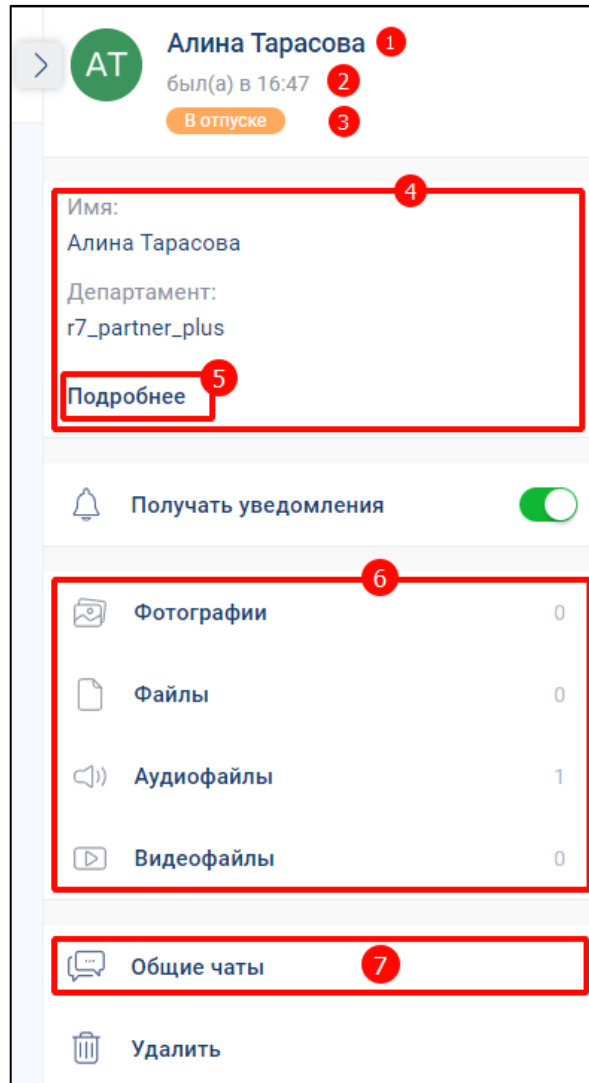 АТ
Алина Тарасова 1
был(а) в 16:47 2
В отпуске 3
4
Имя:
Алина Тарасова
Департамент:
r7_partner_plus
5
Подробнее
Получать уведомления
6
Фотографии 0
Файлы 0
Аудиофайлы 1
Видеофайлы 0
Общие чаты 7
Удалить